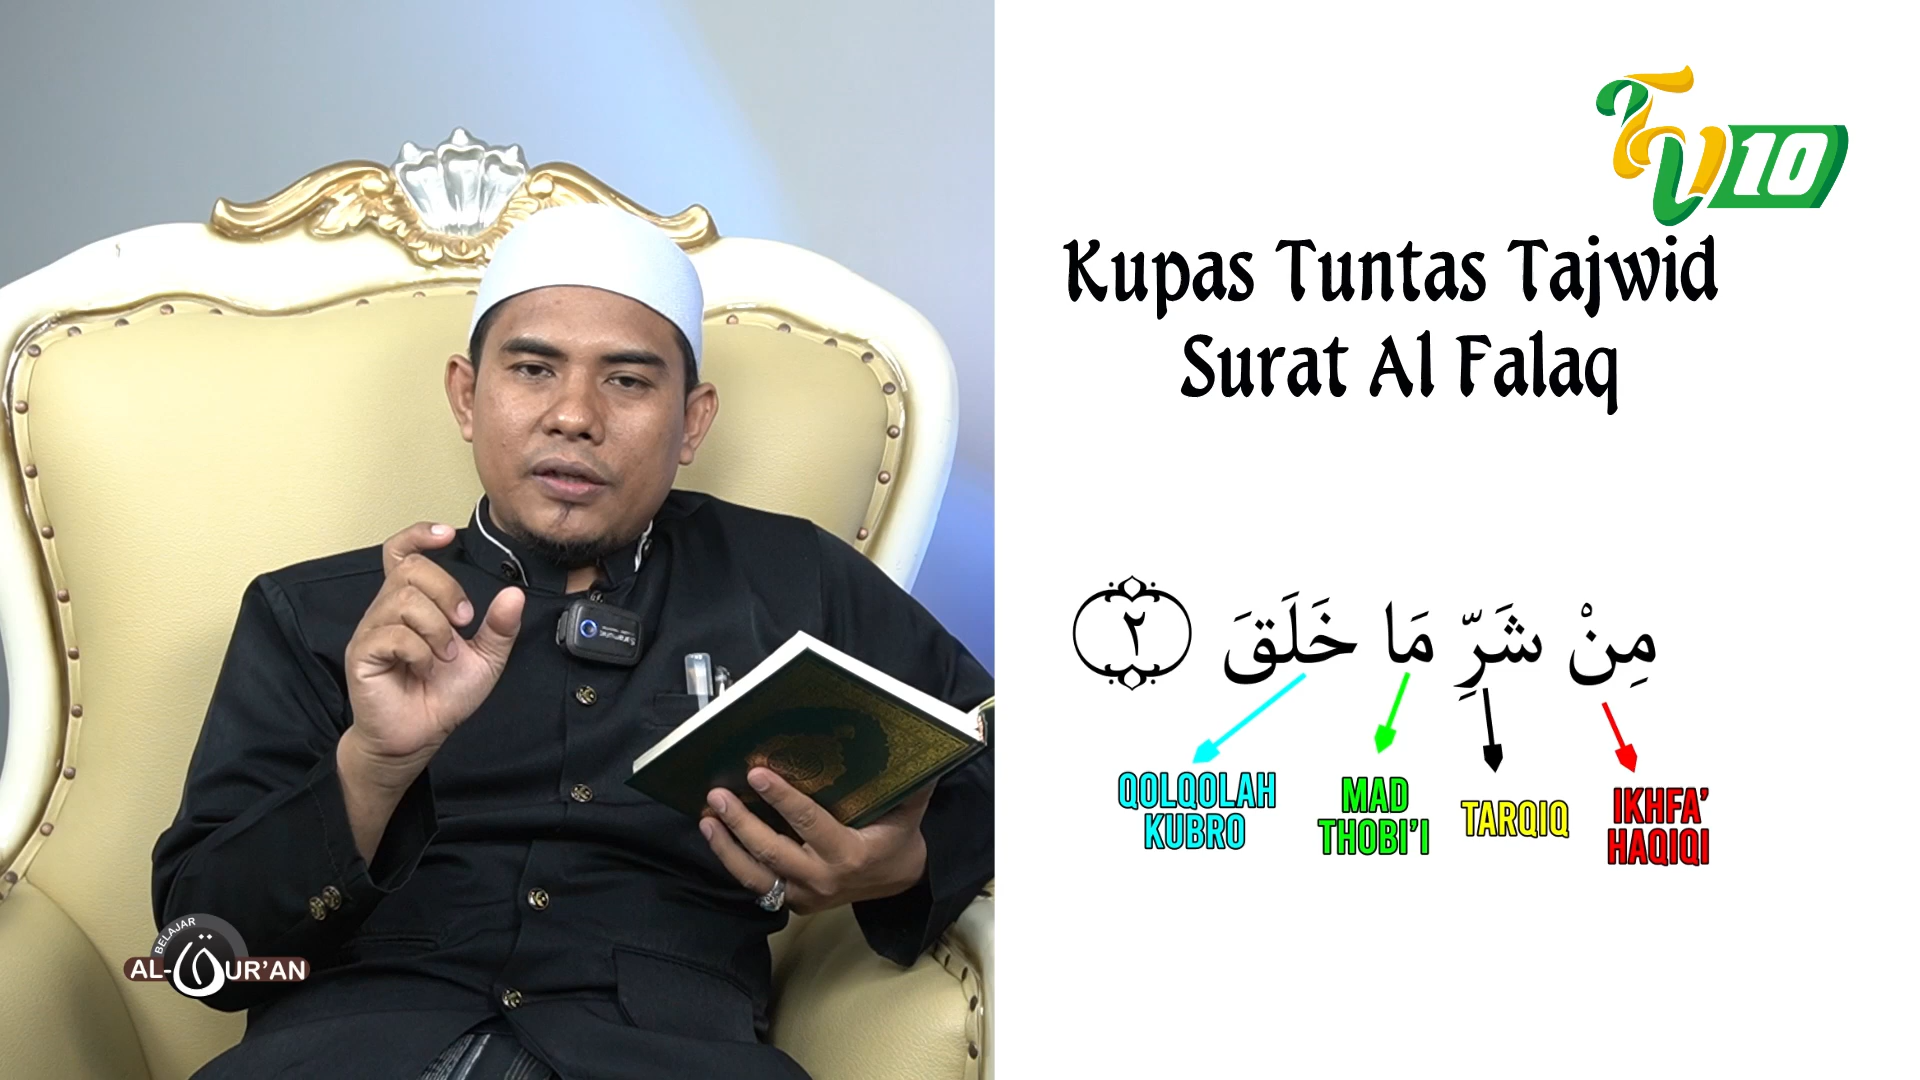 TV10
Kupas Tuntas Tajwid
Surat Al Falaq
مِنْ شَرِّ مَا خَلَقَ ٢
QOLQOLAH
KUBRO
MAD
THOBI'I
TARQIQ
IKHFA'
HAQIQI
Saramonic
BELAJAR
AL-QUR'AN